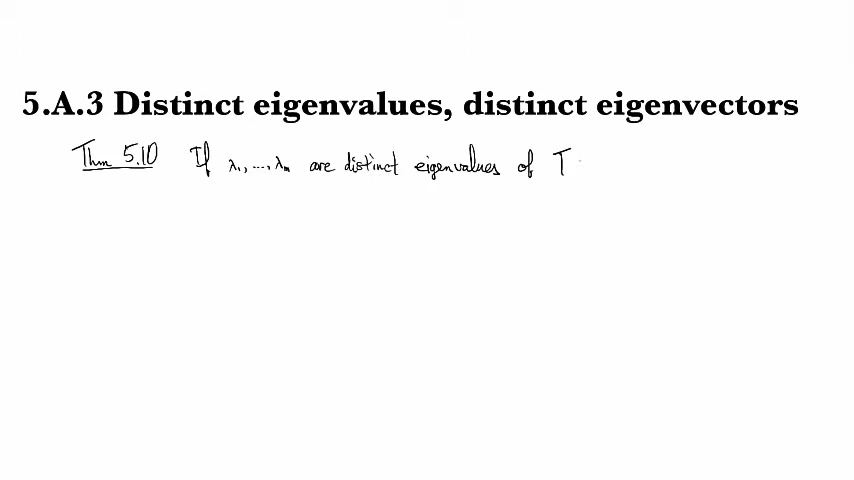 5.A.3 Distinct eigenvalues, distinct eigenvectors
Thm 5.10 If λ₁, ..., λₘ are distinct eigenvalues of T